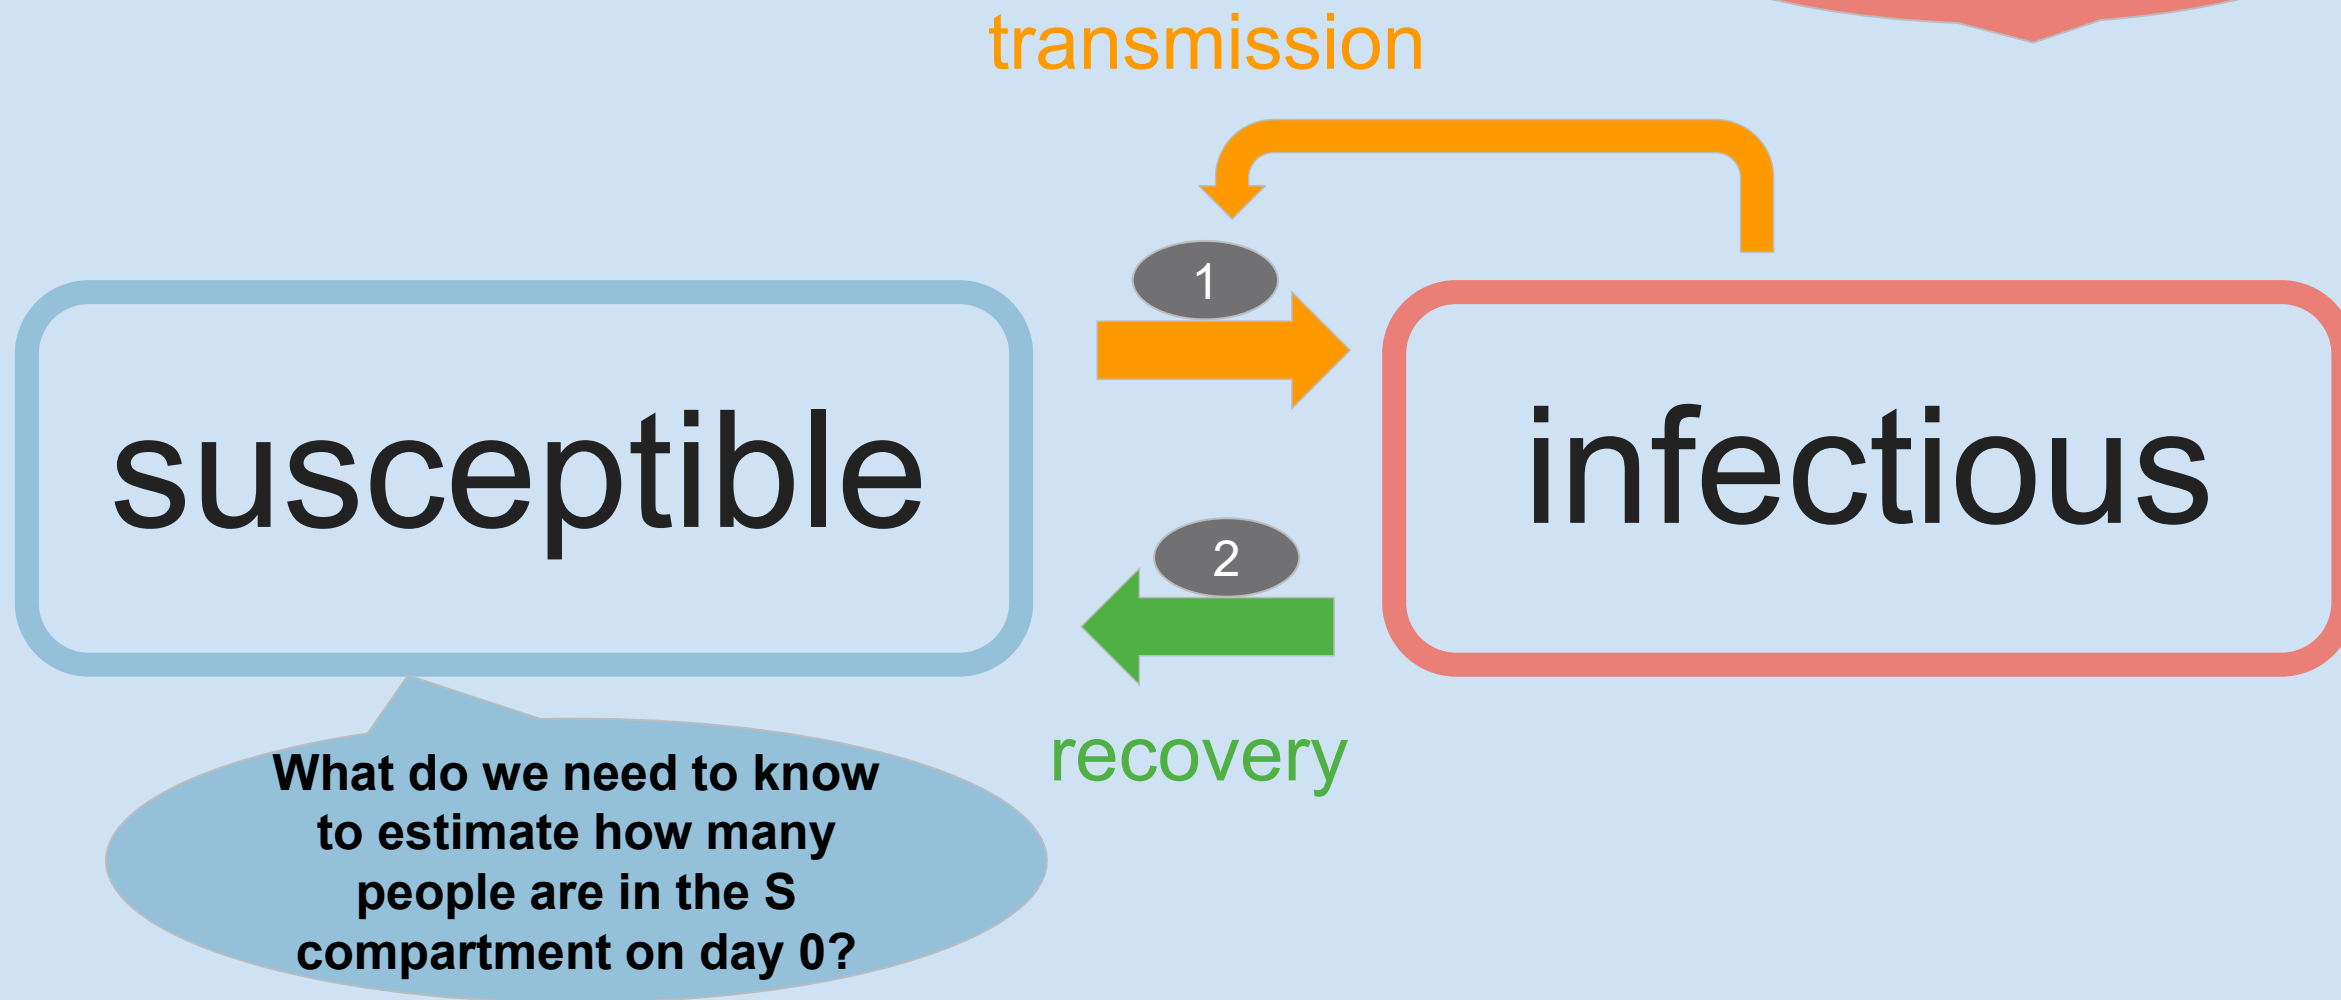 transmission
1
susceptible
infectious
2
recovery
What do we need to know
to estimate how many
people are in the S
compartment on day 0?